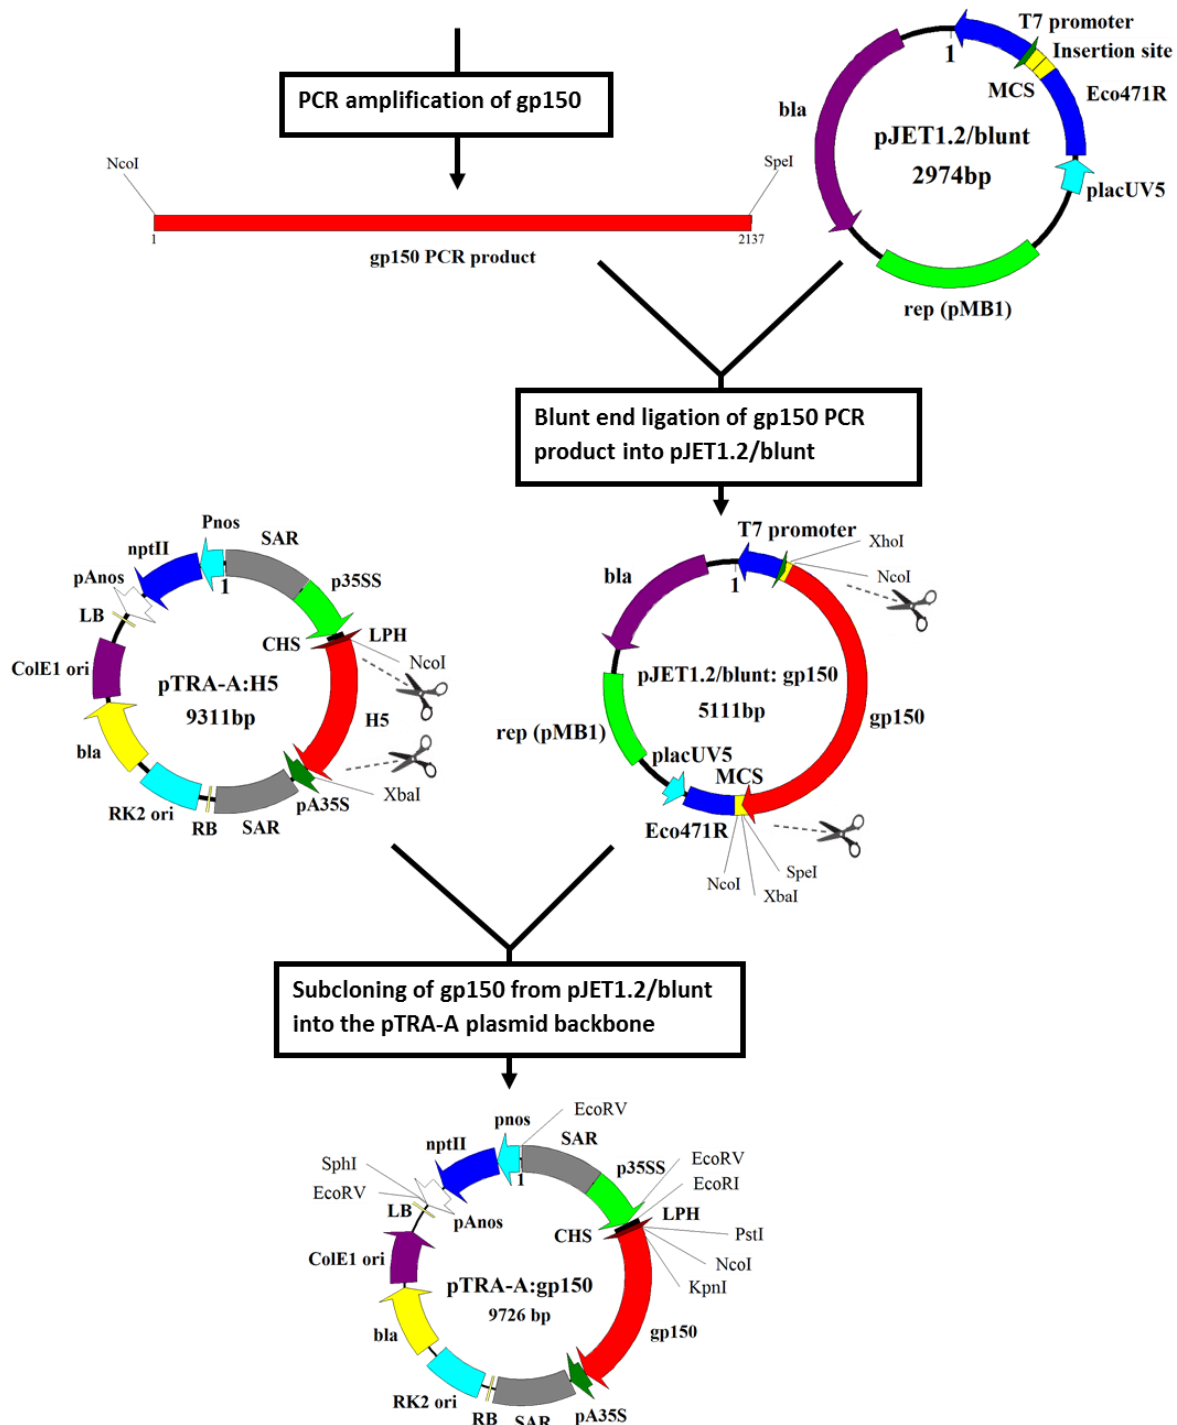 PCR amplification of gp150
NcoI
SpeI
1
2137
gp150 PCR product
T7 promoter
Insertion site
1
MCS
Eco471R
bla
pJET1.2/blunt
2974bp
placUV5
rep (pMB1)
Blunt end ligation of gp150 PCR
product into pJET1.2/blunt
Pnos
SAR
nptII
pAnos
1
p35SS
LB
CHS
LPH
NcoI
ColE1 ori
pTRA-A:H5
9311bp
H5
bla
XbaI
pA35S
RK2 ori
RB
SAR
T7 promoter
XhoI
NcoI
bla
1
pJET1.2/blunt: gp150
5111bp
gp150
rep (pMB1)
placUV5
MCS
Eco471R
SpeI
NcoI
XbaI
Subcloning of gp150 from pJET1.2/blunt
into the pTRA-A plasmid backbone
EcoRV
pnos
SAR
nptII
SphI
p35SS
EcoRV
1
EcoRV
EcoRI
LB
pAnos
LPH
CHS
PstI
ColE1 ori
NcoI
pTRA-A:gp150
KpnI
9726 bp
bla
gp150
RK2 ori
RB
SAR
pA35S